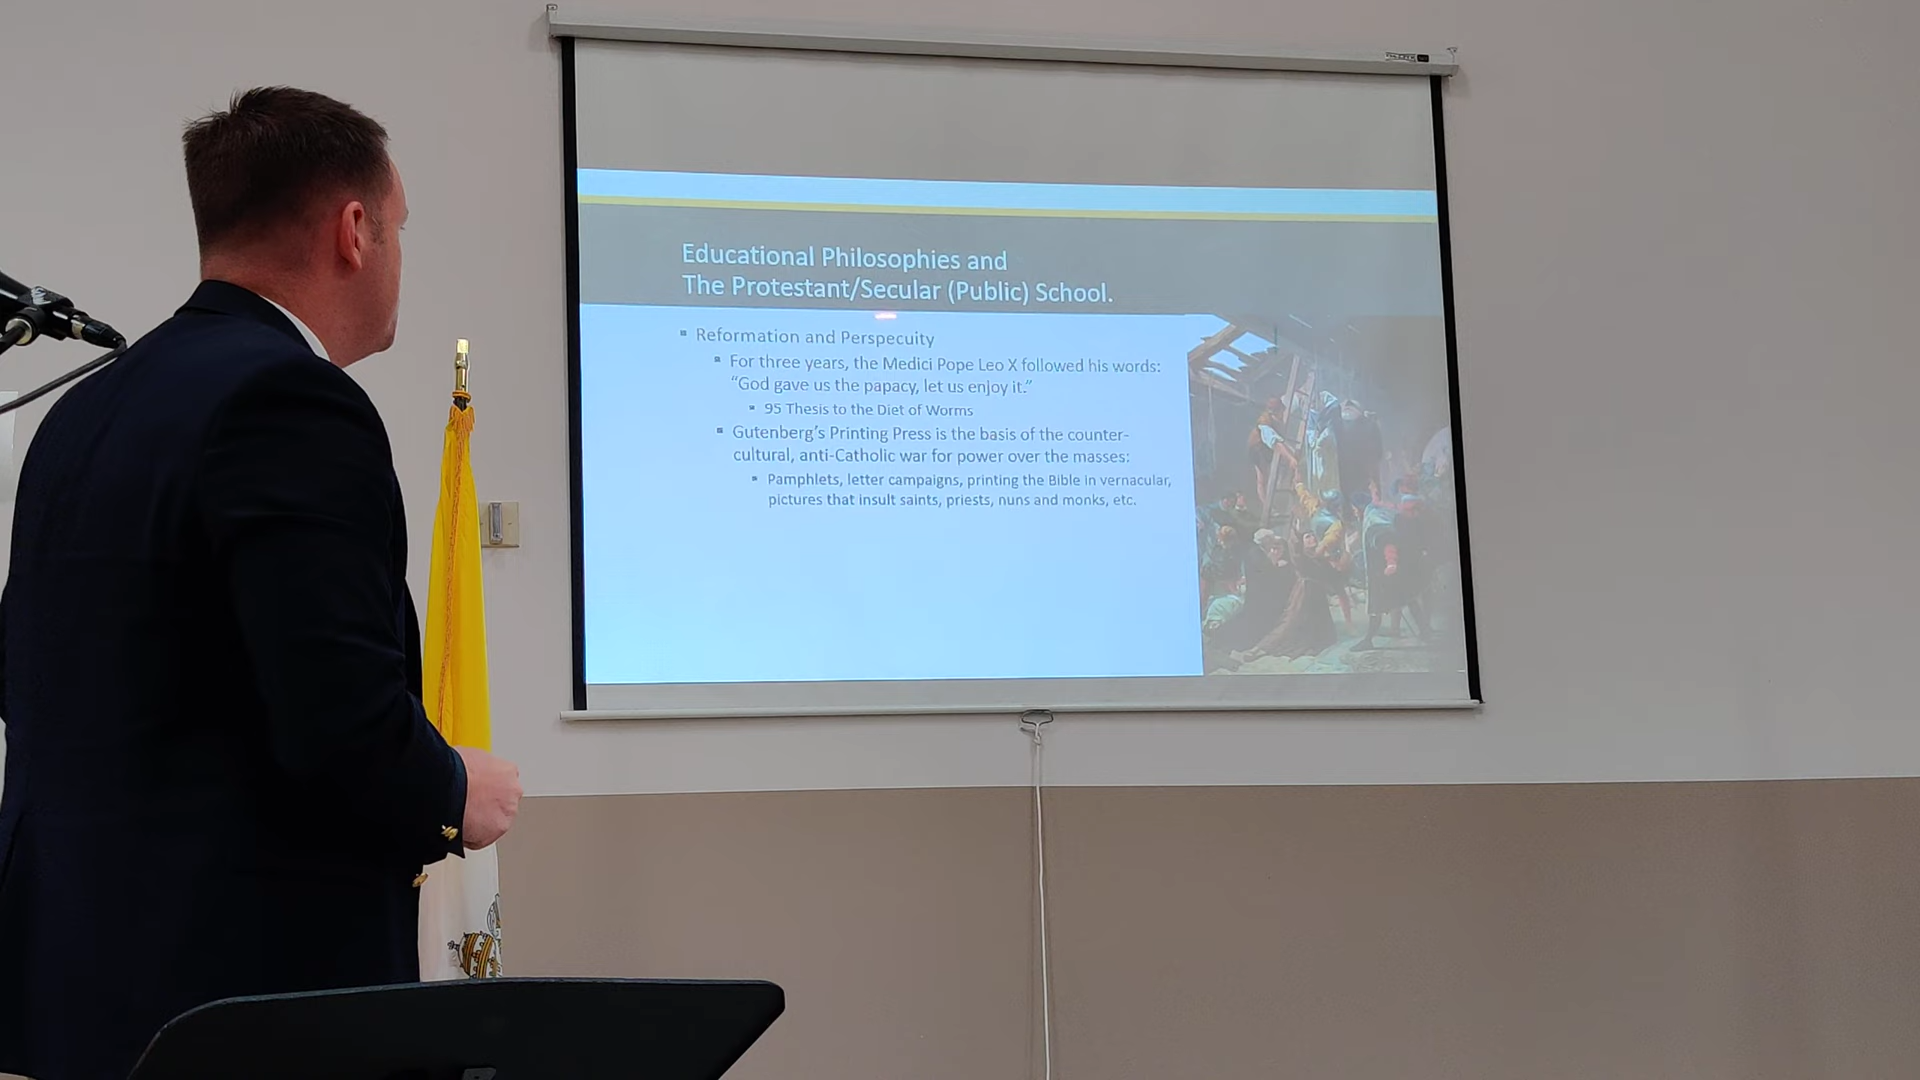 Educational Philosophies and
The Protestant/Secular (Public) School.
Reformation and Perspecuity
For three years, the Medici Pope Leo X followed his words:
“God gave us the papacy, let us enjoy it.”
95 Thesis to the Diet of Worms
Gutenberg’s Printing Press is the basis of the counter-
cultural, anti-Catholic war for power over the masses:
Pamphlets, letter campaigns, printing the Bible in vernacular,
pictures that insult saints, priests, nuns and monks, etc.